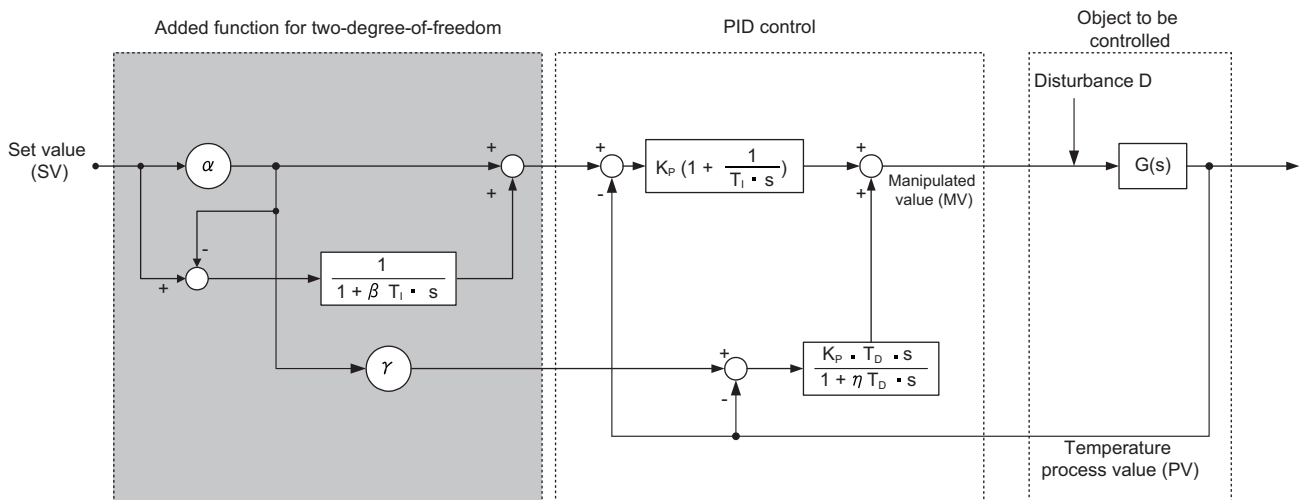 Added function for two-degree-of-freedom
PID control
Object to be
controlled
Disturbance D
Set value
(SV)
α
+
+
+
-
K_P (1 + 1 / T_I ▪ s)
+
+
Manipulated
value (MV)
G(s)
-
+
1 / 1 + β T_I ▪ s
γ
+
-
K_P ▪ T_D ▪ s / 1 + η T_D ▪ s
Temperature
process value (PV)